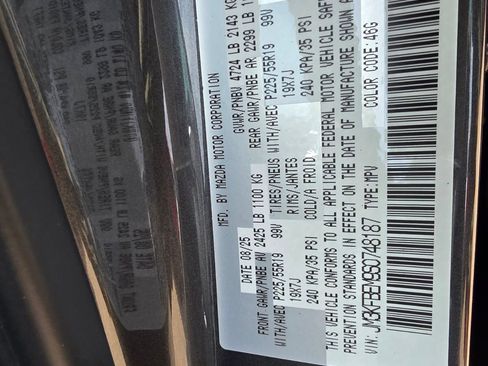 MFD. BY MAZDA MOTOR CORPORATION
DATE 08/25 GVWR/PNBV 4724 LB 2143 KG
FRONT GAWR/PNBE AV 2425 LB 1100 KG REAR GAWR/PNBE AR 2299 LB
WITH/AVEC P225/55R19 99V TIRES/PNEUS WITH/AVEC P225/55R19 99V
19X7J RIMS/JANTES 19X7J
240 KPA/35 PSI COLD/A FROID 240 KPA/35 PSI
THIS VEHICLE CONFORMS TO ALL APPLICABLE FEDERAL MOTOR VEHICLE
PREVENTION STANDARDS IN EFFECT ON THE DATE OF MANUFACTURE SHOWN
VIN: JM3KFBEM9S0748187 TYPE:MPV COLOR CODE: 46G